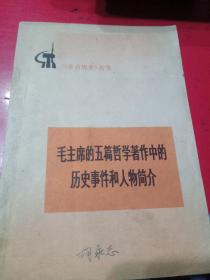 《学点历史》丛书
毛主席的五篇哲学著作中的
历史事件和人物简介